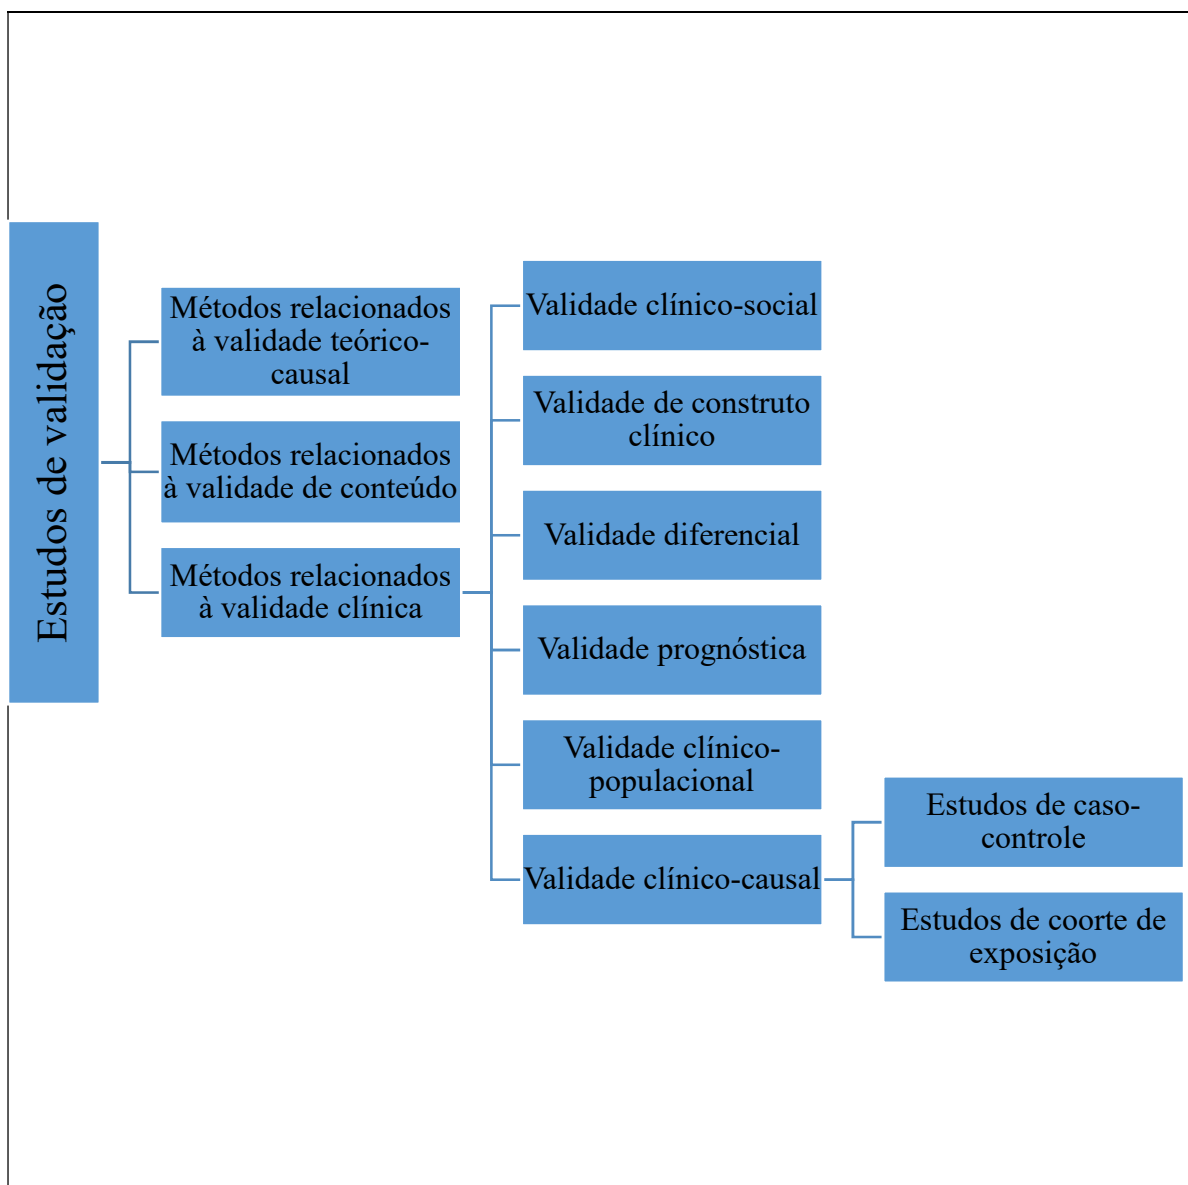 Estudos de validação
Métodos relacionados
à validade teórico-
causal
Métodos relacionados
à validade de conteúdo
Métodos relacionados
à validade clínica
Validade clínico-social
Validade de construto
clínico
Validade diferencial
Validade prognóstica
Validade clínico-
populacional
Validade clínico-causal
Estudos de caso-
controle
Estudos de coorte de
exposição